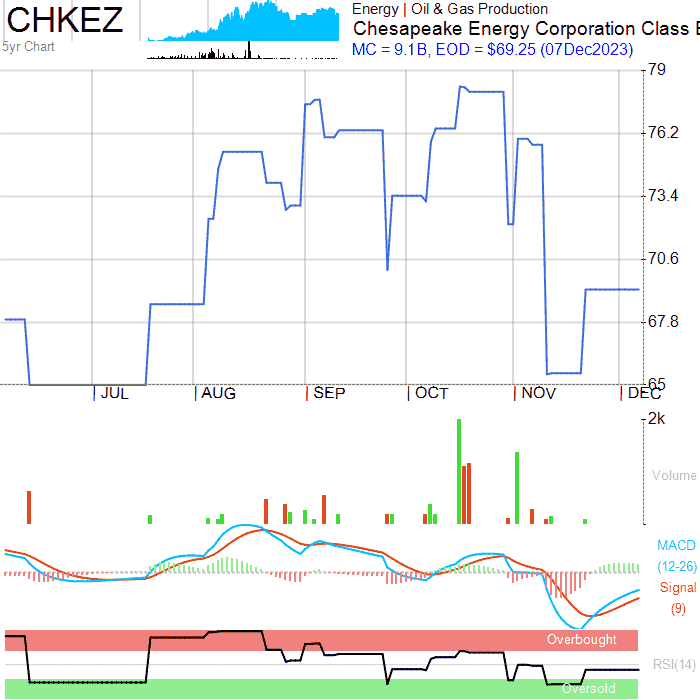 CHKEZ
5yr Chart
Energy | Oil & Gas Production
Chesapeake Energy Corporation Class
MC = 9.1B, EOD = $69.25 (07Dec2023)
79
76.2
73.4
70.6
67.8
65
JUL AUG SEP OCT NOV DEC
2k
Volume
MACD
(12-26)
Signal
(9)
Overbought
RSI(14)
Oversold